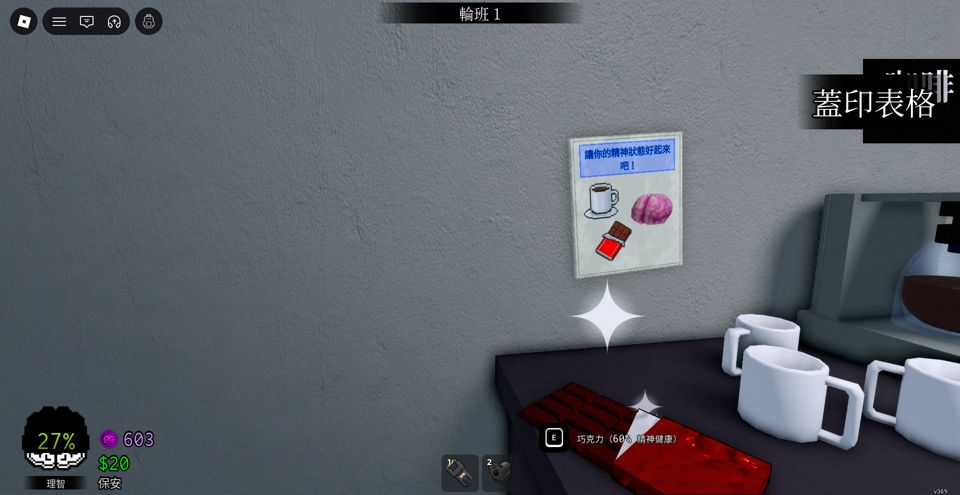 輪班 1
蓋印表格
讓你的精神狀態好起來
吧！
E
巧克力（60% 精神健康）
27%
理智
603
$20
保安
1
2
v369